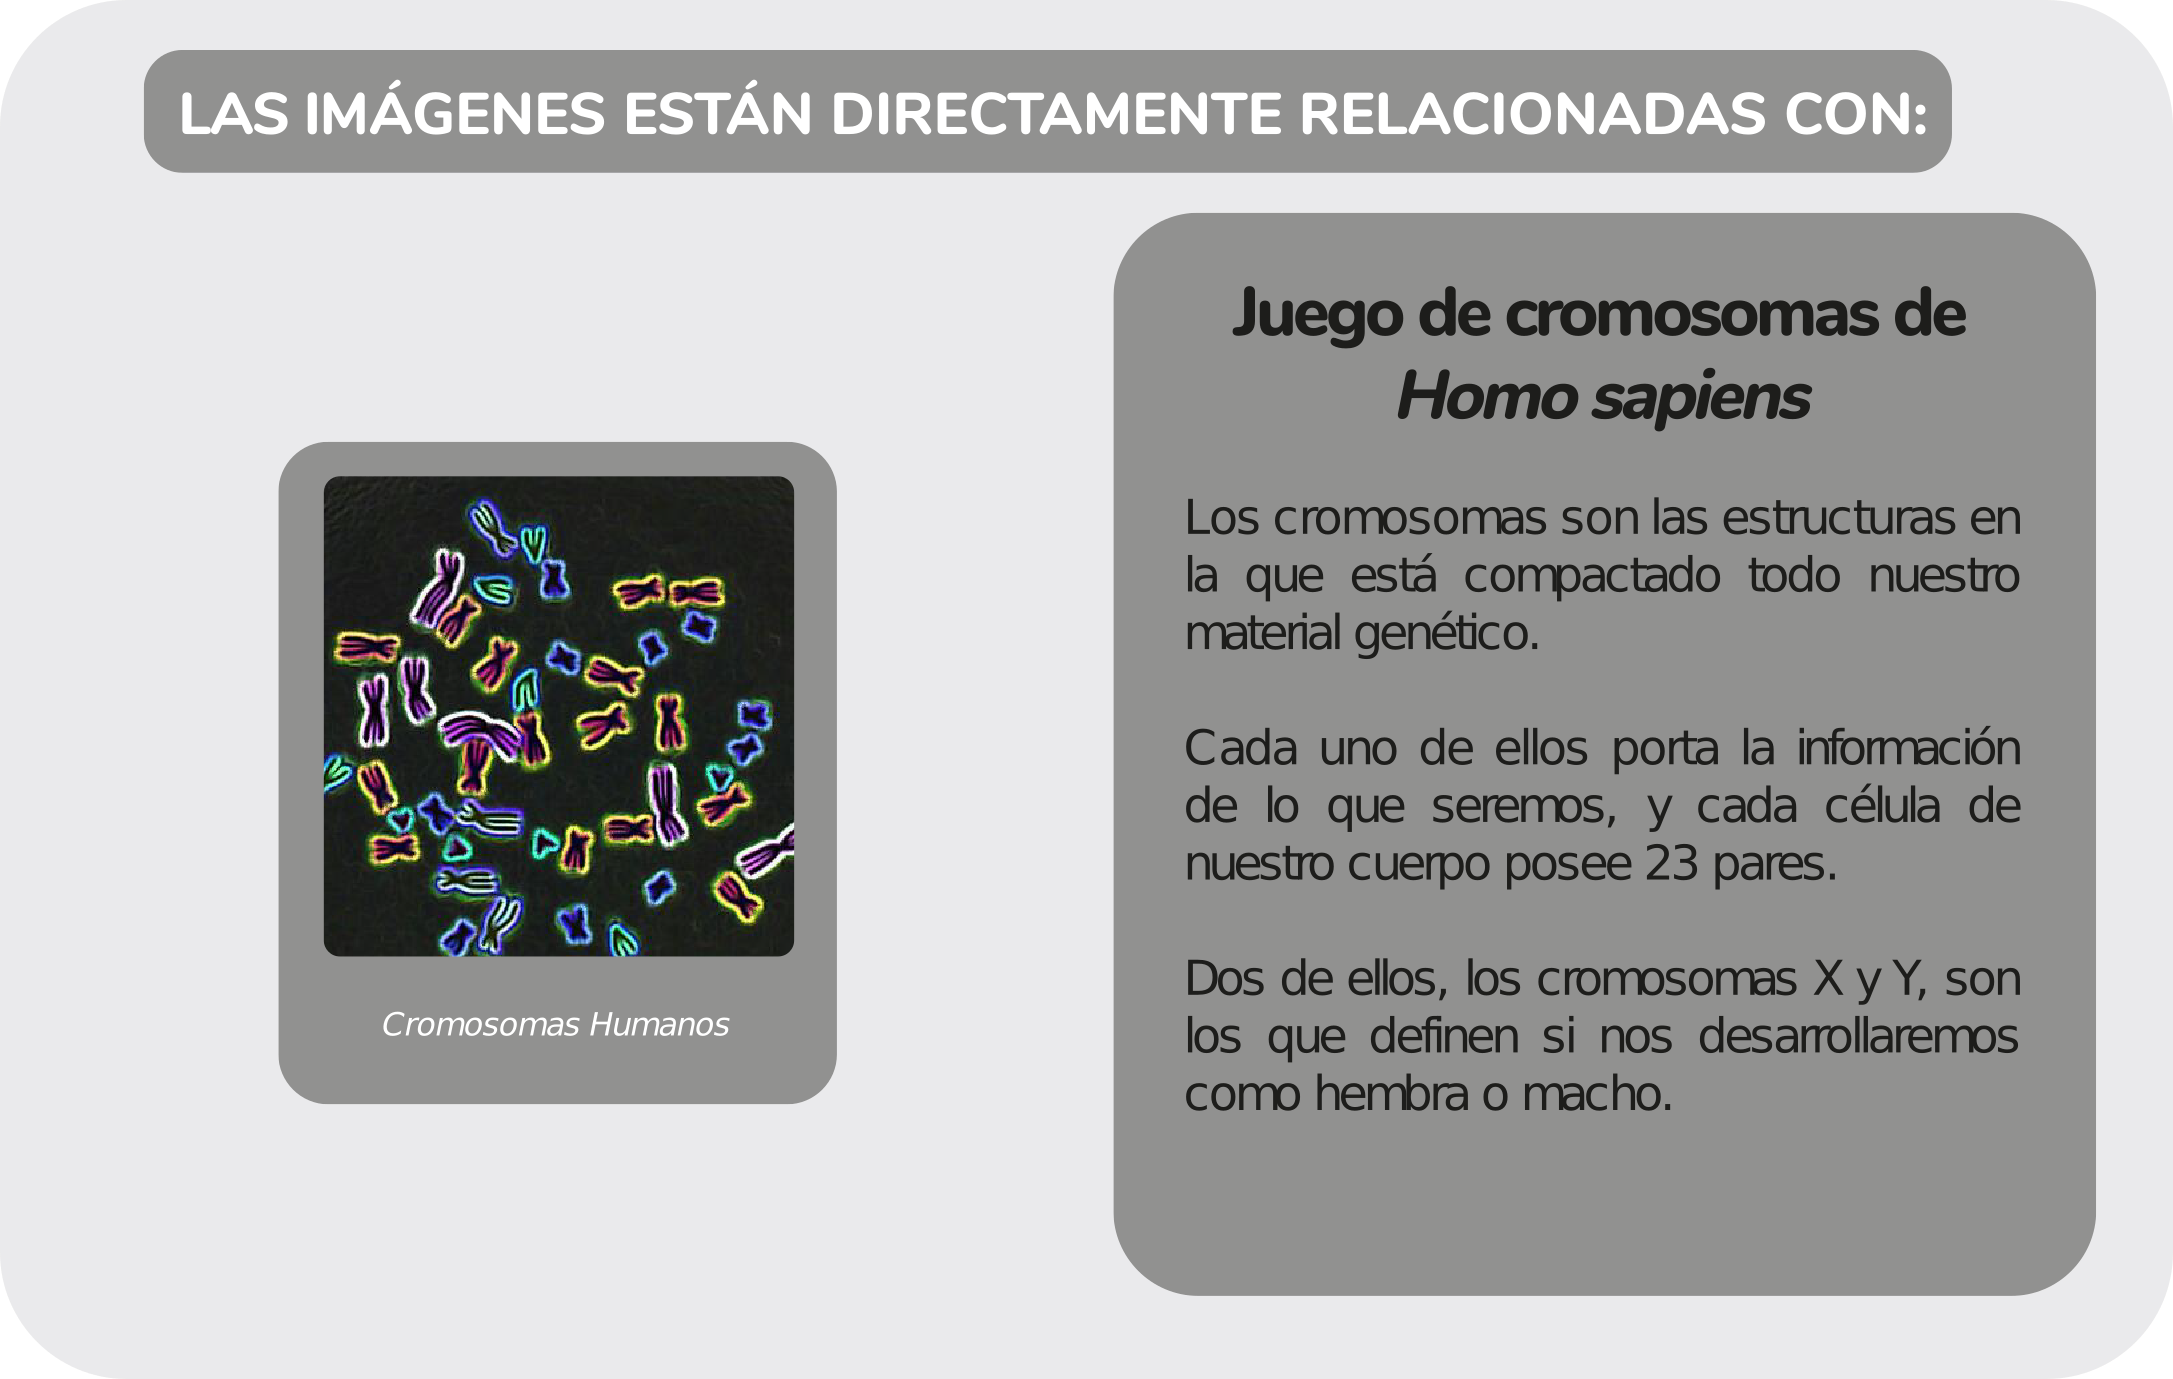 LAS IMÁGENES ESTÁN DIRECTAMENTE RELACIONADAS CON:
Juego de cromosomas de
Homo sapiens
Los cromosomas son las estructuras en
la que está compactado todo nuestro
material genético.
Cada uno de ellos porta la información
de lo que seremos, y cada célula de
nuestro cuerpo posee 23 pares.
Dos de ellos, los cromosomas X y Y, son
los que definen si nos desarrollaremos
como hembra o macho.
Cromosomas Humanos